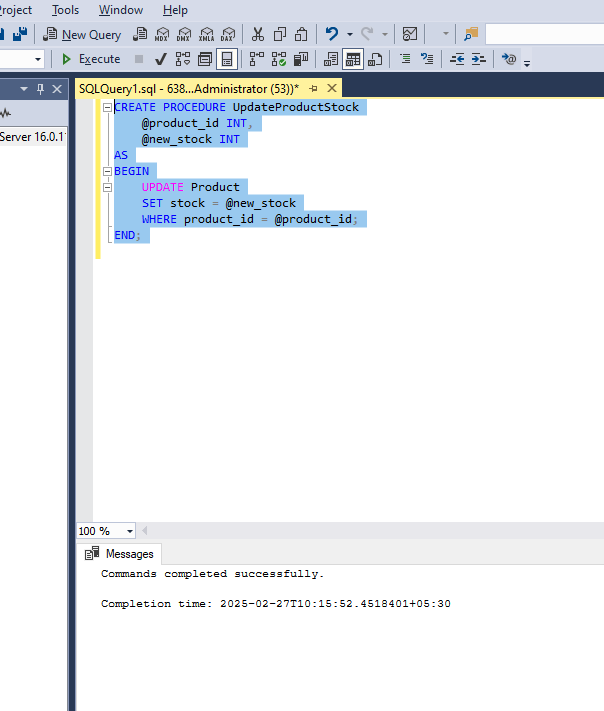 Project Tools Window Help
New Query MDX DMX XMLA DAX
Execute
SQLQuery1.sql - 638...Administrator (53))*
Server 16.0.1
CREATE PROCEDURE UpdateProductStock
@product_id INT,
@new_stock INT
AS
BEGIN
UPDATE Product
SET stock = @new_stock
WHERE product_id = @product_id;
END;
100 %
Messages
Commands completed successfully.
Completion time: 2025-02-27T10:15:52.4518401+05:30